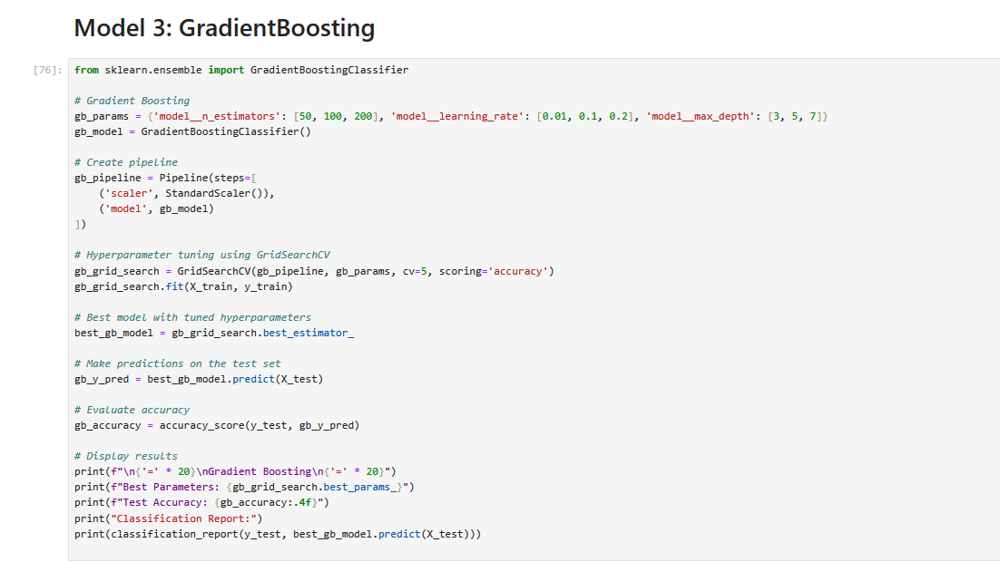 Model 3: GradientBoosting
[76]:
from sklearn.ensemble import GradientBoostingClassifier
# Gradient Boosting
gb_params = {'model__n_estimators': [50, 100, 200], 'model__learning_rate': [0.01, 0.1, 0.2], 'model__max_depth': [3, 5, 7]}
gb_model = GradientBoostingClassifier()
# Create pipeline
gb_pipeline = Pipeline(steps=[
    ('scaler', StandardScaler()),
    ('model', gb_model)
])
# Hyperparameter tuning using GridSearchCV
gb_grid_search = GridSearchCV(gb_pipeline, gb_params, cv=5, scoring='accuracy')
gb_grid_search.fit(X_train, y_train)
# Best model with tuned hyperparameters
best_gb_model = gb_grid_search.best_estimator_
# Make predictions on the test set
gb_y_pred = best_gb_model.predict(X_test)
# Evaluate accuracy
gb_accuracy = accuracy_score(y_test, gb_y_pred)
# Display results
print(f"\n{'=' * 20}\nGradient Boosting\n{'=' * 20}")
print(f"Best Parameters: {gb_grid_search.best_params_}")
print(f"Test Accuracy: {gb_accuracy:.4f}")
print("Classification Report:")
print(classification_report(y_test, best_gb_model.predict(X_test)))